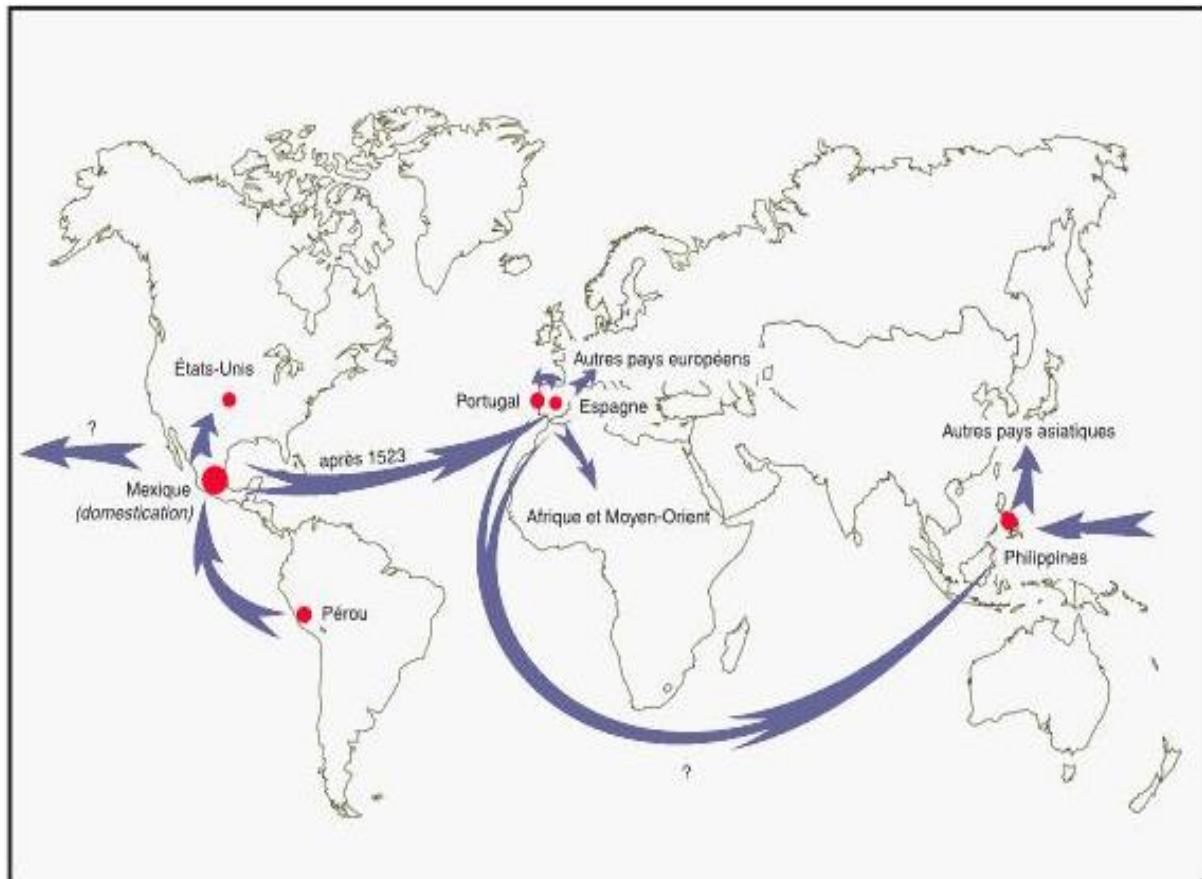 Autres pays européens
États-Unis
Portugal
Espagne
?
Autres pays asiatiques
après 1523
Mexique
(domestication)
Afrique et Moyen-Orient
Philippines
Pérou
?